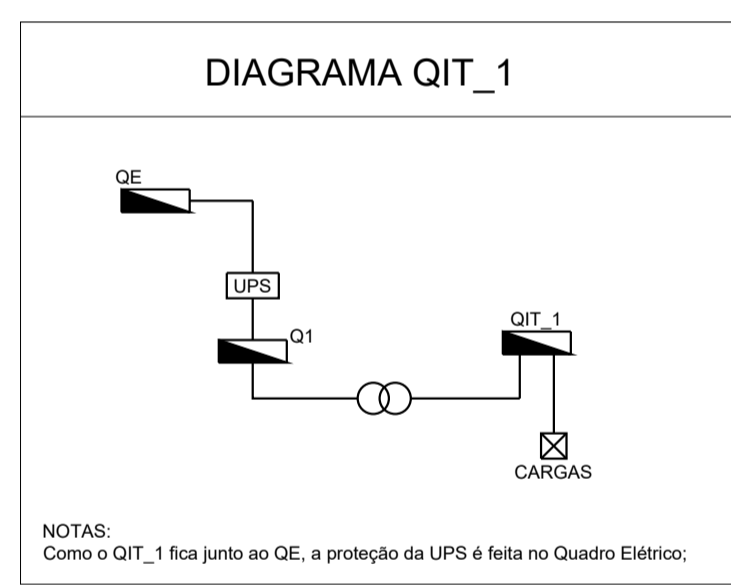 DIAGRAMA QIT_1
QE
UPS
Q1
QIT_1
CARGAS
NOTAS:
Como o QIT_1 fica junto ao QE, a proteção da UPS é feita no Quadro Elétrico;